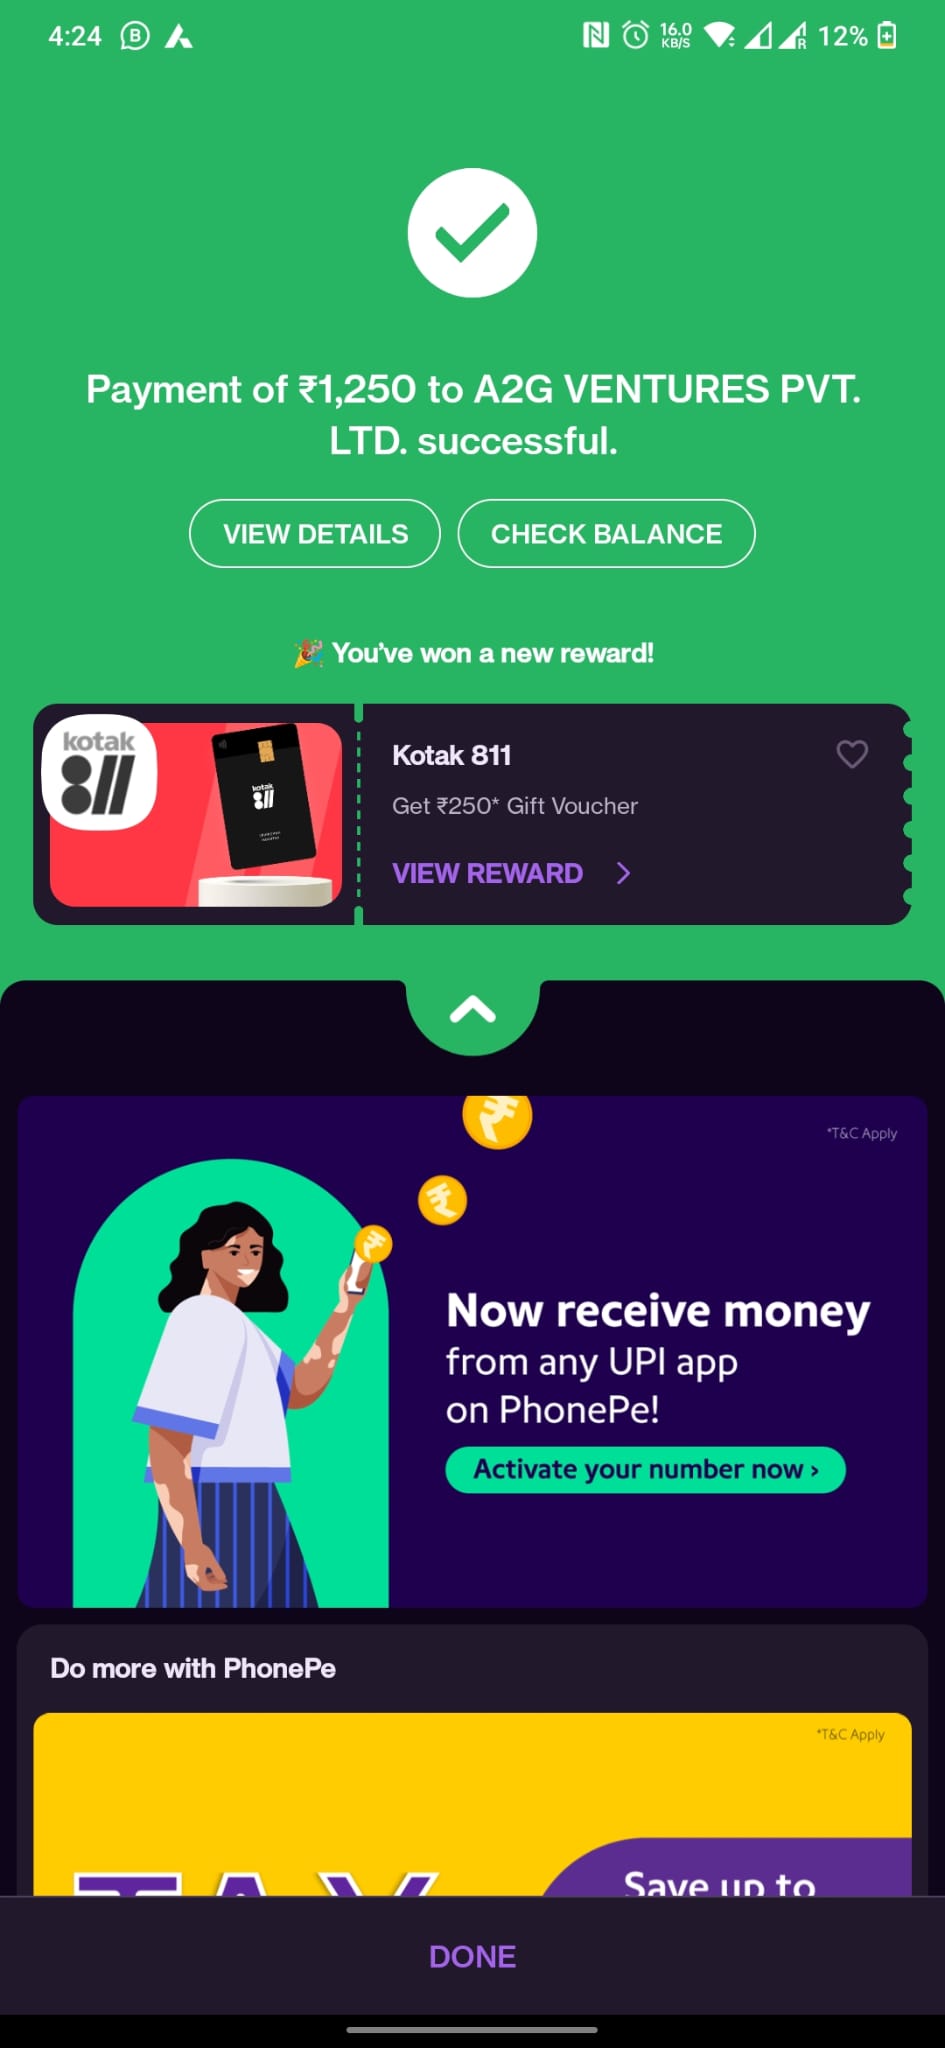 4:24
B
16.0
KB/S
R
12%
Payment of ₹1,250 to A2G VENTURES PVT.
LTD. successful.
VIEW DETAILS
CHECK BALANCE
🎉 You've won a new reward!
kotak
811
kotak
811
Kotak 811
Get ₹250* Gift Voucher
VIEW REWARD >
*T&C Apply
₹
₹
₹
Now receive money
from any UPI app
on PhonePe!
Activate your number now ›
Do more with PhonePe
*T&C Apply
TAX
Save up to
DONE